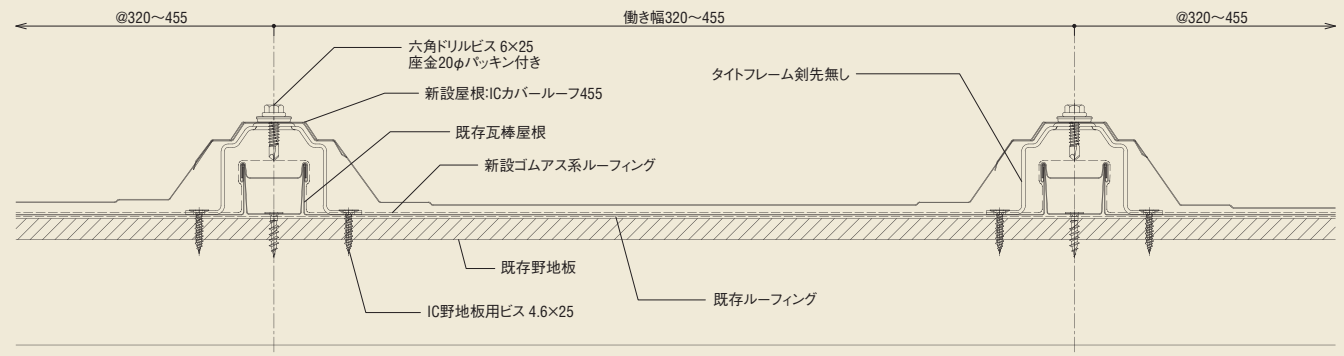 @320～455
働き幅320～455
@320～455
六角ドリルビス 6×25
座金20φパッキン付き
タイトフレーム剣先無し
新設屋根:ICカバールーフ455
既存瓦棒屋根
新設ゴムアス系ルーフィング
既存野地板
既存ルーフィング
IC野地板用ビス 4.6×25